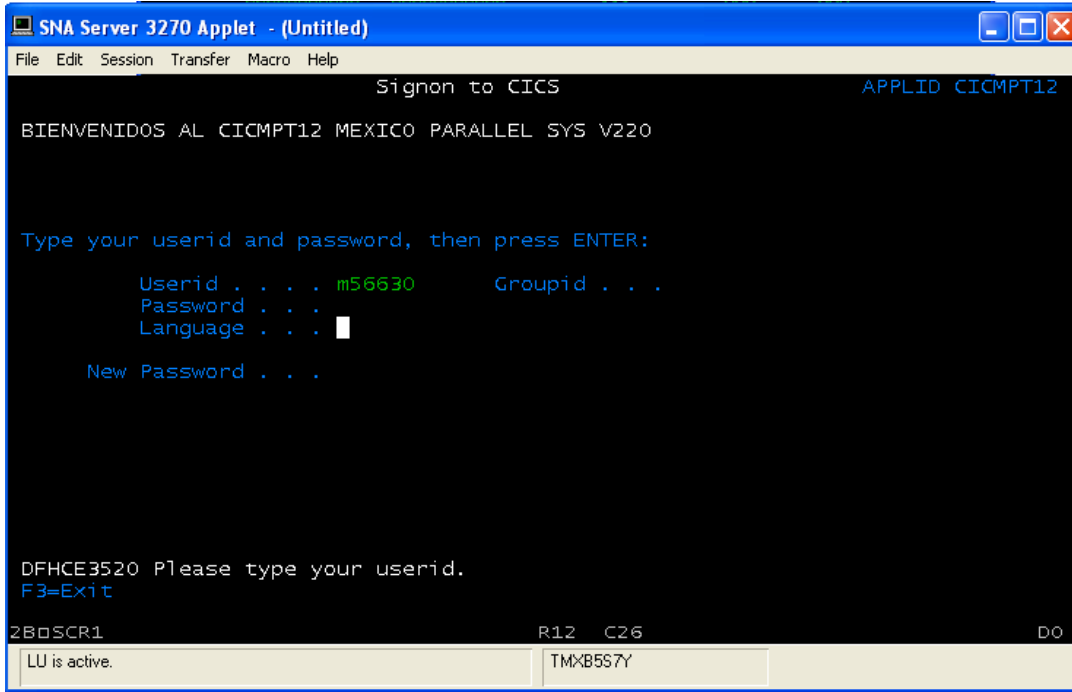 SNA Server 3270 Applet - (Untitled)
File Edit Session Transfer Macro Help
Signon to CICS APPLID CICMPT12
BIENVENIDOS AL CICMPT12 MEXICO PARALLEL SYS V220
Type your userid and password, then press ENTER:
Userid . . . . m56630 Groupid . . .
Password . . .
Language . . .
New Password . . .
DFHCE3520 Please type your userid.
F3=Exit
2B□SCR1 R12 C26 DO
LU is active. TMXB5S7Y